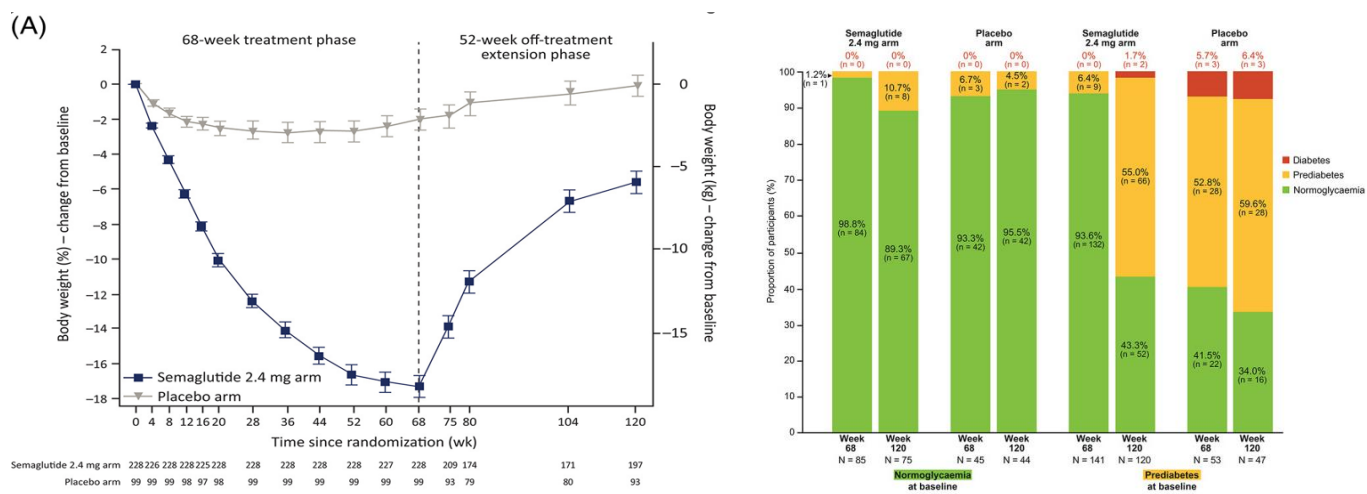 (A)
68-week treatment phase
52-week off-treatment
extension phase
Body weight (%) – change from baseline
0
−2
−4
−6
−8
−10
−12
−14
−16
−18
0
−5
−10
−15
Body weight (kg) – change from baseline
Semaglutide 2.4 mg arm
Placebo arm
0 4 8 12 16 20 28 36 44 52 60 68 75 80 104 120
Time since randomization (wk)
Semaglutide 2.4 mg arm 228 226 228 228 225 228 228 228 228 228 227 228 209 174 171 197
Placebo arm 99 99 99 98 97 98 99 99 99 99 99 99 93 79 80 93
Semaglutide
2.4 mg arm
Placebo
arm
Semaglutide
2.4 mg arm
Placebo
arm
0% 0% 0% 0% 0% 1.7% 5.7% 6.4%
(n = 0) (n = 0) (n = 0) (n = 0) (n = 0) (n = 2) (n = 3) (n = 3)
Proportion of participants (%)
100
90
80
70
60
50
40
30
20
10
0
1.2%
(n = 1)
98.8%
(n = 84)
10.7%
(n = 8)
89.3%
(n = 67)
6.7%
(n = 3)
93.3%
(n = 42)
4.5%
(n = 2)
95.5%
(n = 42)
6.4%
(n = 9)
93.6%
(n = 132)
55.0%
(n = 66)
43.3%
(n = 52)
52.8%
(n = 28)
41.5%
(n = 22)
59.6%
(n = 28)
34.0%
(n = 16)
Diabetes
Prediabetes
Normoglycaemia
Week Week Week Week Week Week Week Week
68 120 68 120 68 120 68 120
N = 85 N = 75 N = 45 N = 44 N = 141 N = 120 N = 53 N = 47
Normoglycaemia
at baseline
Prediabetes
at baseline